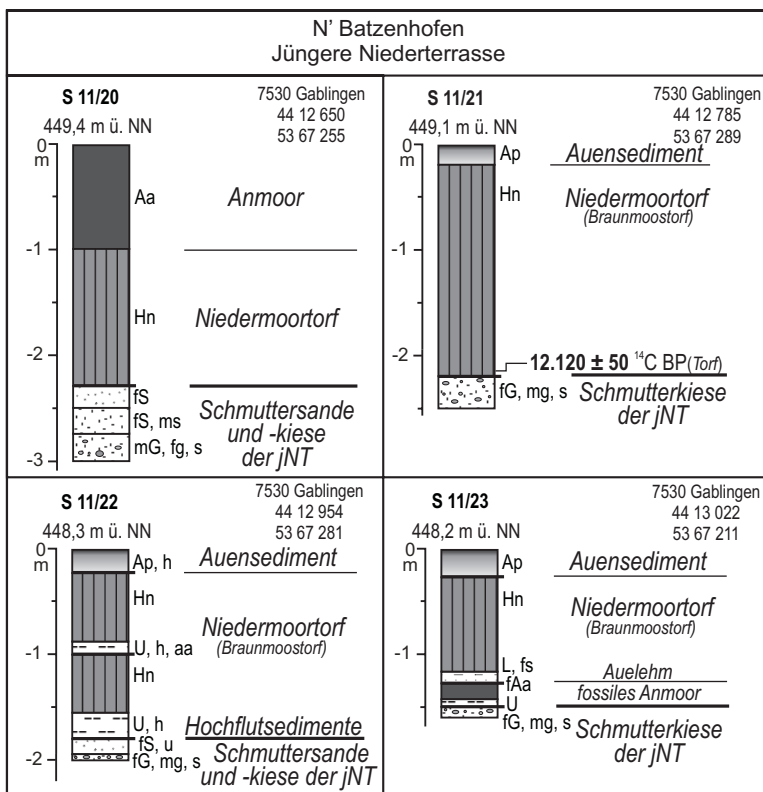 N' Batzenhofen
Jüngere Niederterrasse
S 11/20
7530 Gablingen
44 12 650
449,4 m ü. NN
53 67 255
0
m
Aa
Anmoor
-1
Hn
Niedermoortorf
-2
fS
fS, ms
mG, fg, s
Schmuttersande
und -kiese
der jNT
-3
S 11/21
7530 Gablingen
44 12 785
449,1 m ü. NN
53 67 289
0
m
Ap
Auensediment
Hn
Niedermoortorf
(Braunmoostorf)
-1
-2
12.120 ± 50 ¹⁴C BP(Torf)
fG, mg, s
Schmutterkiese
der jNT
S 11/22
7530 Gablingen
44 12 954
448,3 m ü. NN
53 67 281
0
m
Ap, h
Auensediment
Hn
Niedermoortorf
(Braunmoostorf)
U, h, aa
-1
Hn
U, h
Hochflutsedimente
fS, u
-2
fG, mg, s
Schmuttersande
und -kiese der jNT
S 11/23
7530 Gablingen
44 13 022
448,2 m ü. NN
53 67 211
0
m
Ap
Auensediment
Hn
Niedermoortorf
(Braunmoostorf)
-1
L, fs
Auelehm
fAa
fossiles Anmoor
U
fG, mg, s
Schmutterkiese
der jNT
-2